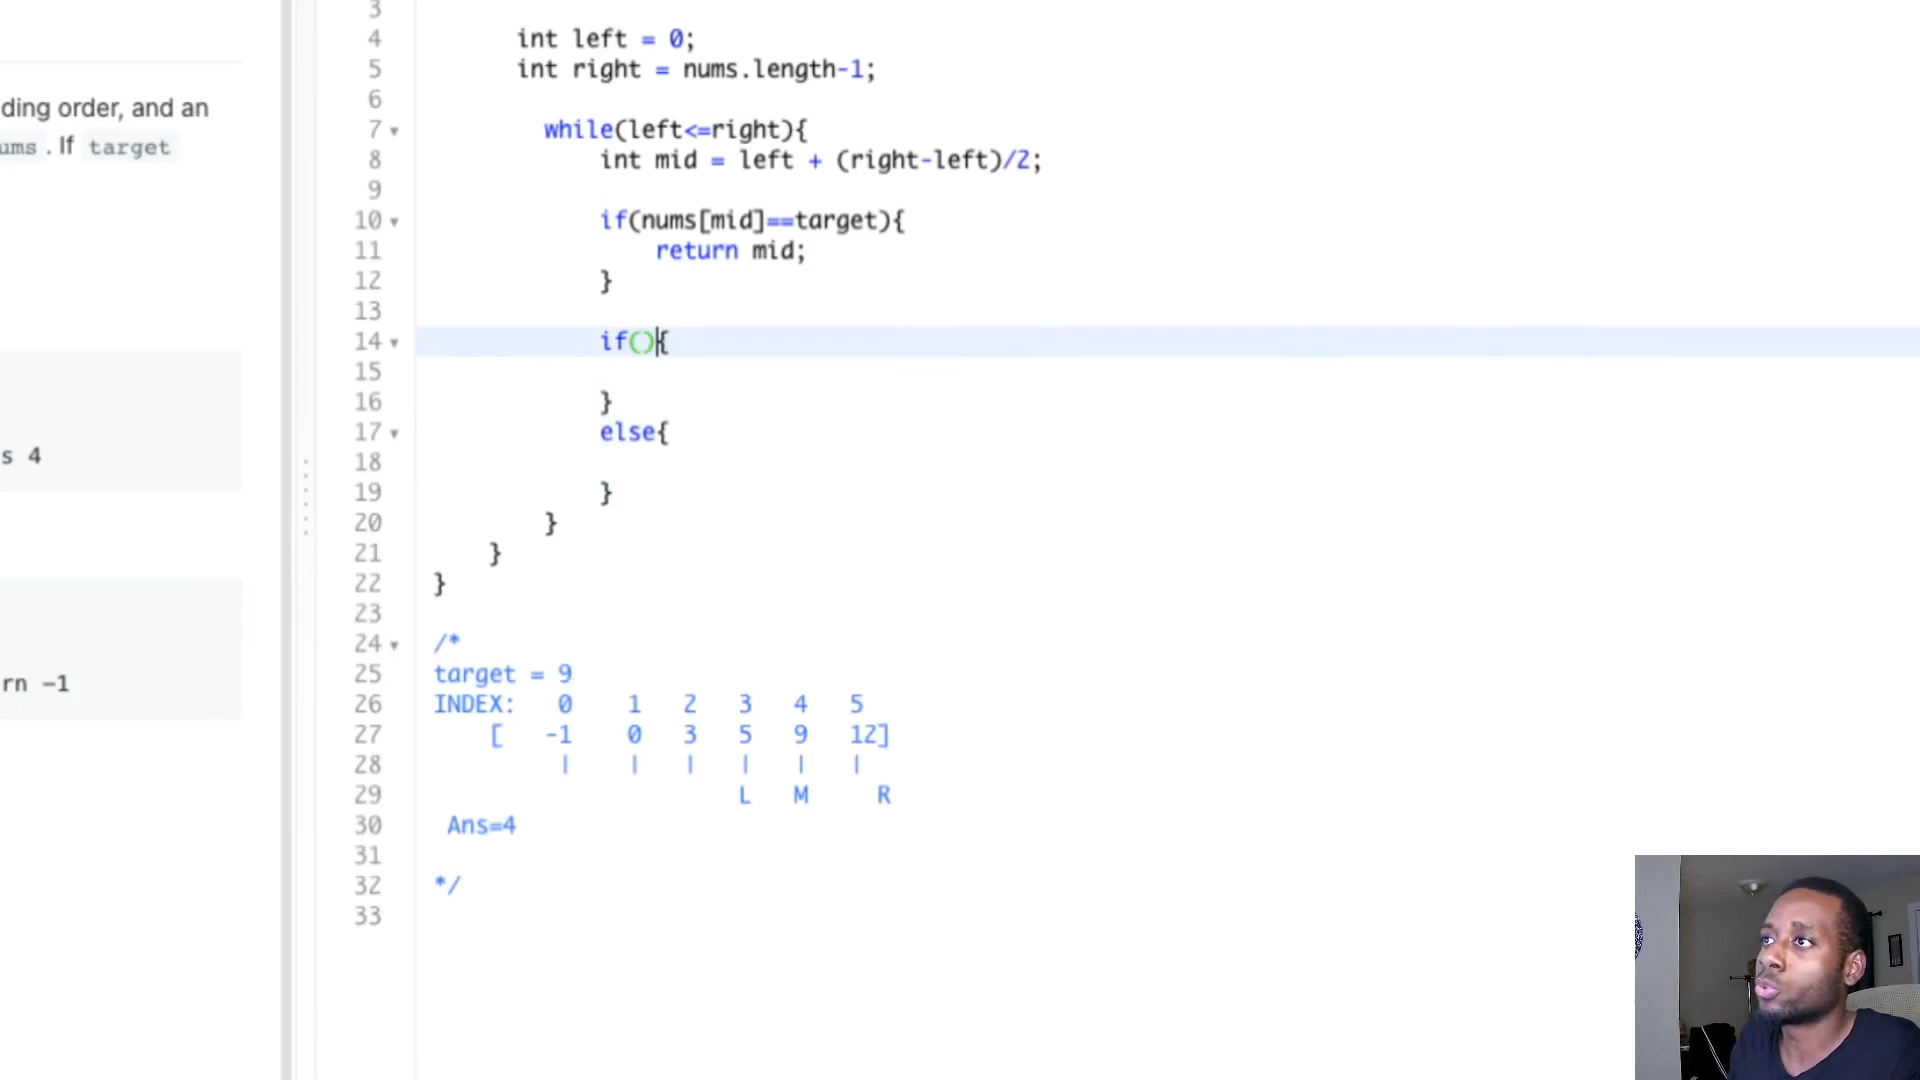 ding order, and an
ums . If target
s 4
rn -1
3
4 int left = 0;
5 int right = nums.length-1;
6
7 while(left<=right){
8 int mid = left + (right-left)/2;
9
10 if(nums[mid]==target){
11 return mid;
12 }
13
14 if(){
15
16 }
17 else{
18
19 }
20 }
21 }
22 }
23
24 /*
25 target = 9
26 INDEX: 0 1 2 3 4 5
27 [ -1 0 3 5 9 12]
28 | | | | | |
29 L M R
30 Ans=4
31
32 */
33